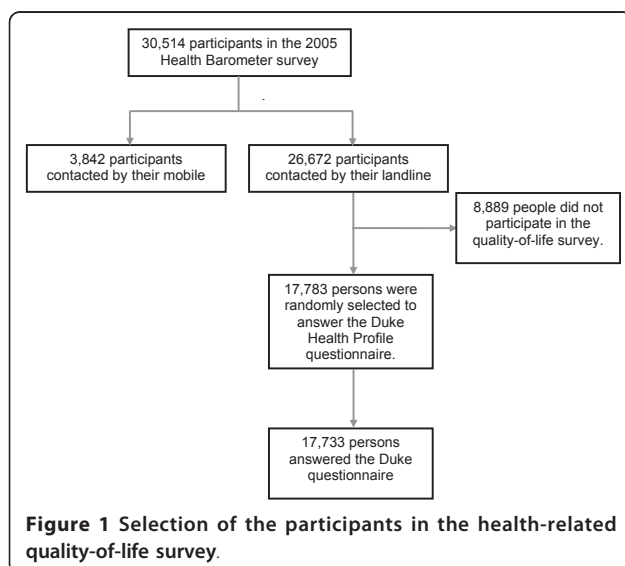 30,514 participants in the 2005
Health Barometer survey
3,842 participants
contacted by their mobile
26,672 participants
contacted by their landline
8,889 people did not
participate in the
quality-of-life survey.
17,783 persons were
randomly selected to
answer the Duke
Health Profile
questionnaire.
17,733 persons
answered the Duke
questionnaire
Figure 1 Selection of the participants in the health-related
quality-of-life survey.